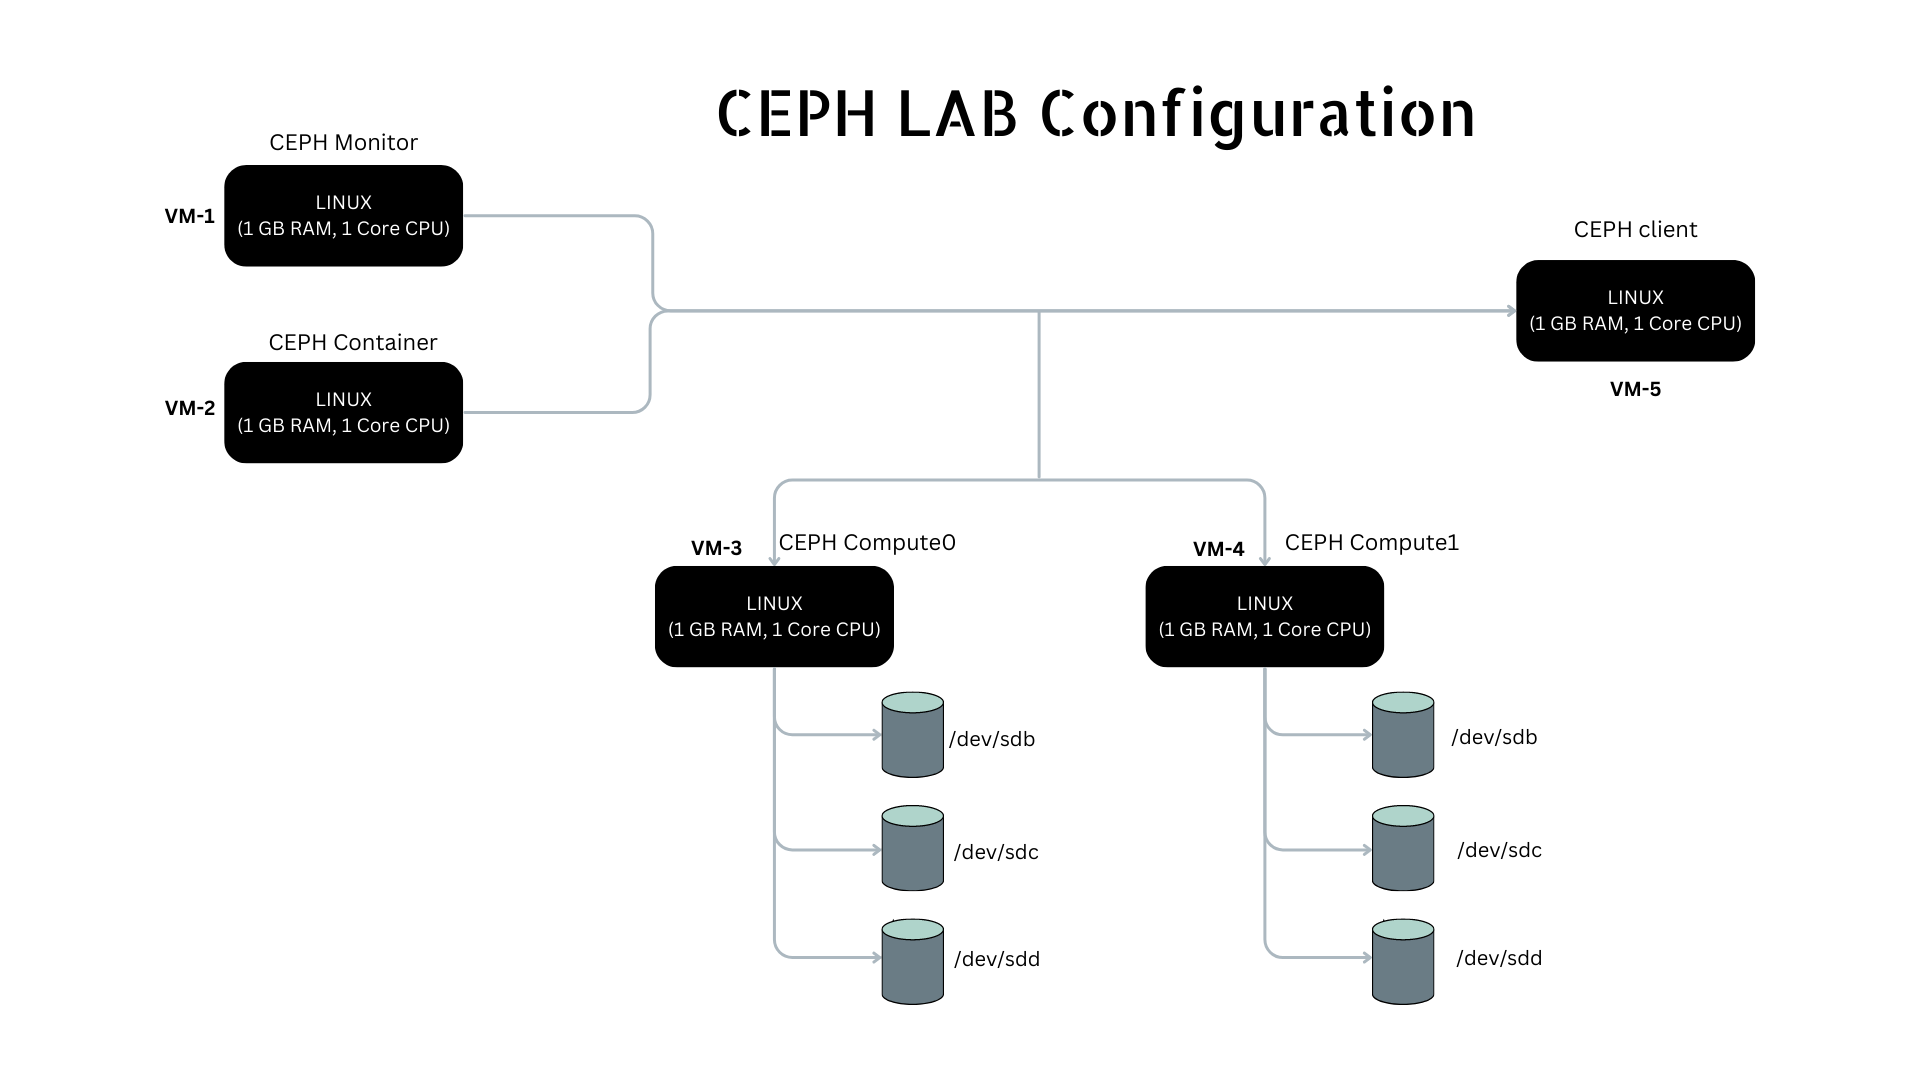 CEPH LAB Configuration
CEPH Monitor
VM-1
LINUX
(1 GB RAM, 1 Core CPU)
CEPH Container
VM-2
LINUX
(1 GB RAM, 1 Core CPU)
CEPH client
LINUX
(1 GB RAM, 1 Core CPU)
VM-5
VM-3
CEPH Compute0
LINUX
(1 GB RAM, 1 Core CPU)
/dev/sdb
/dev/sdc
/dev/sdd
VM-4
CEPH Compute1
LINUX
(1 GB RAM, 1 Core CPU)
/dev/sdb
/dev/sdc
/dev/sdd